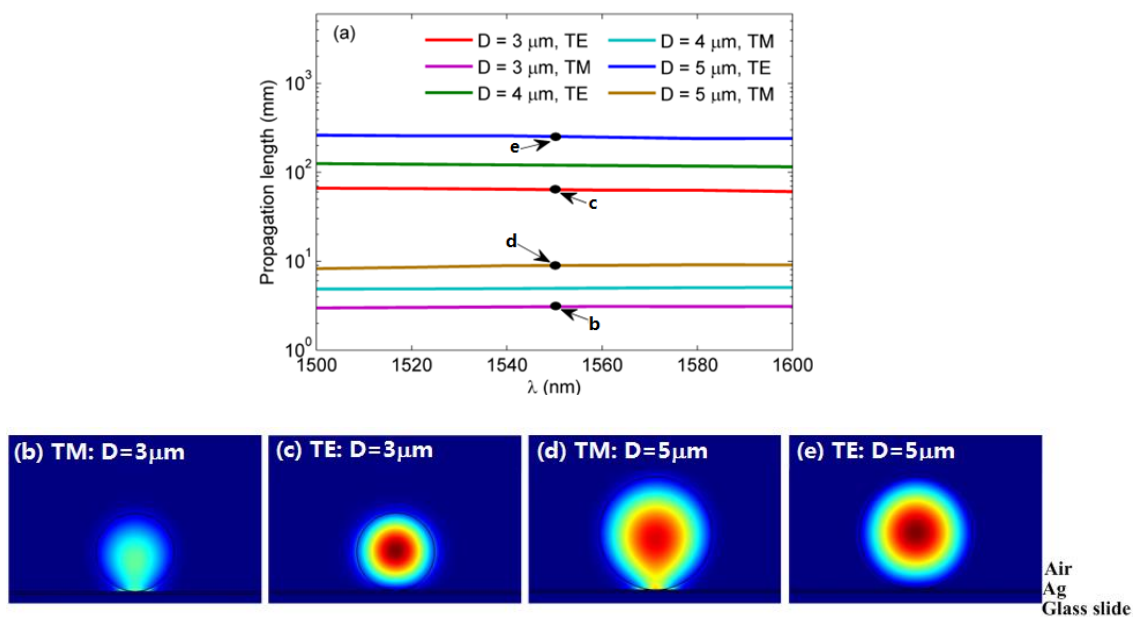 (a)
D = 3 μm, TE
D = 4 μm, TM
D = 3 μm, TM
D = 5 μm, TE
D = 4 μm, TE
D = 5 μm, TM
Propagation length (mm)
10³
10²
10¹
10⁰
e
c
d
b
1500 1520 1540 1560 1580 1600
λ (nm)
(b) TM: D=3μm
(c) TE: D=3μm
(d) TM: D=5μm
(e) TE: D=5μm
Air
Ag
Glass slide